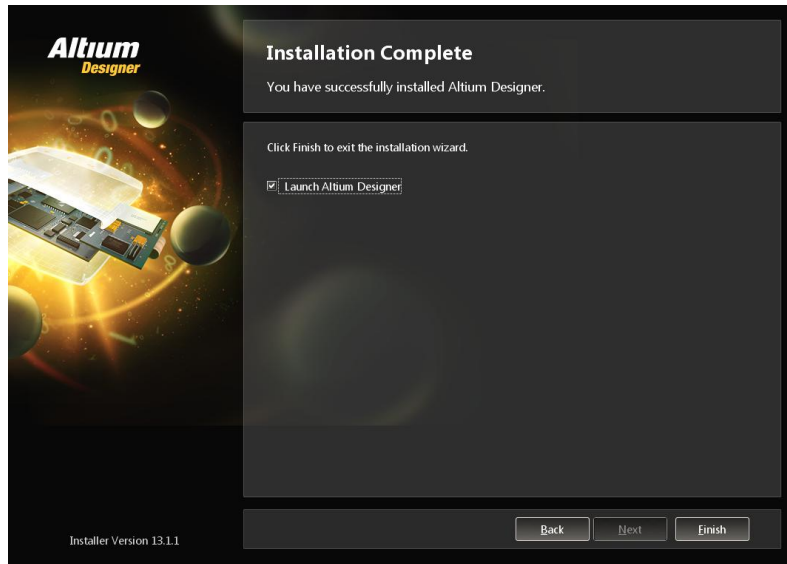 Altium
Designer
Installation Complete
You have successfully installed Altium Designer.
Click Finish to exit the installation wizard.
Launch Altium Designer
Installer Version 13.1.1
Back
Next
Finish